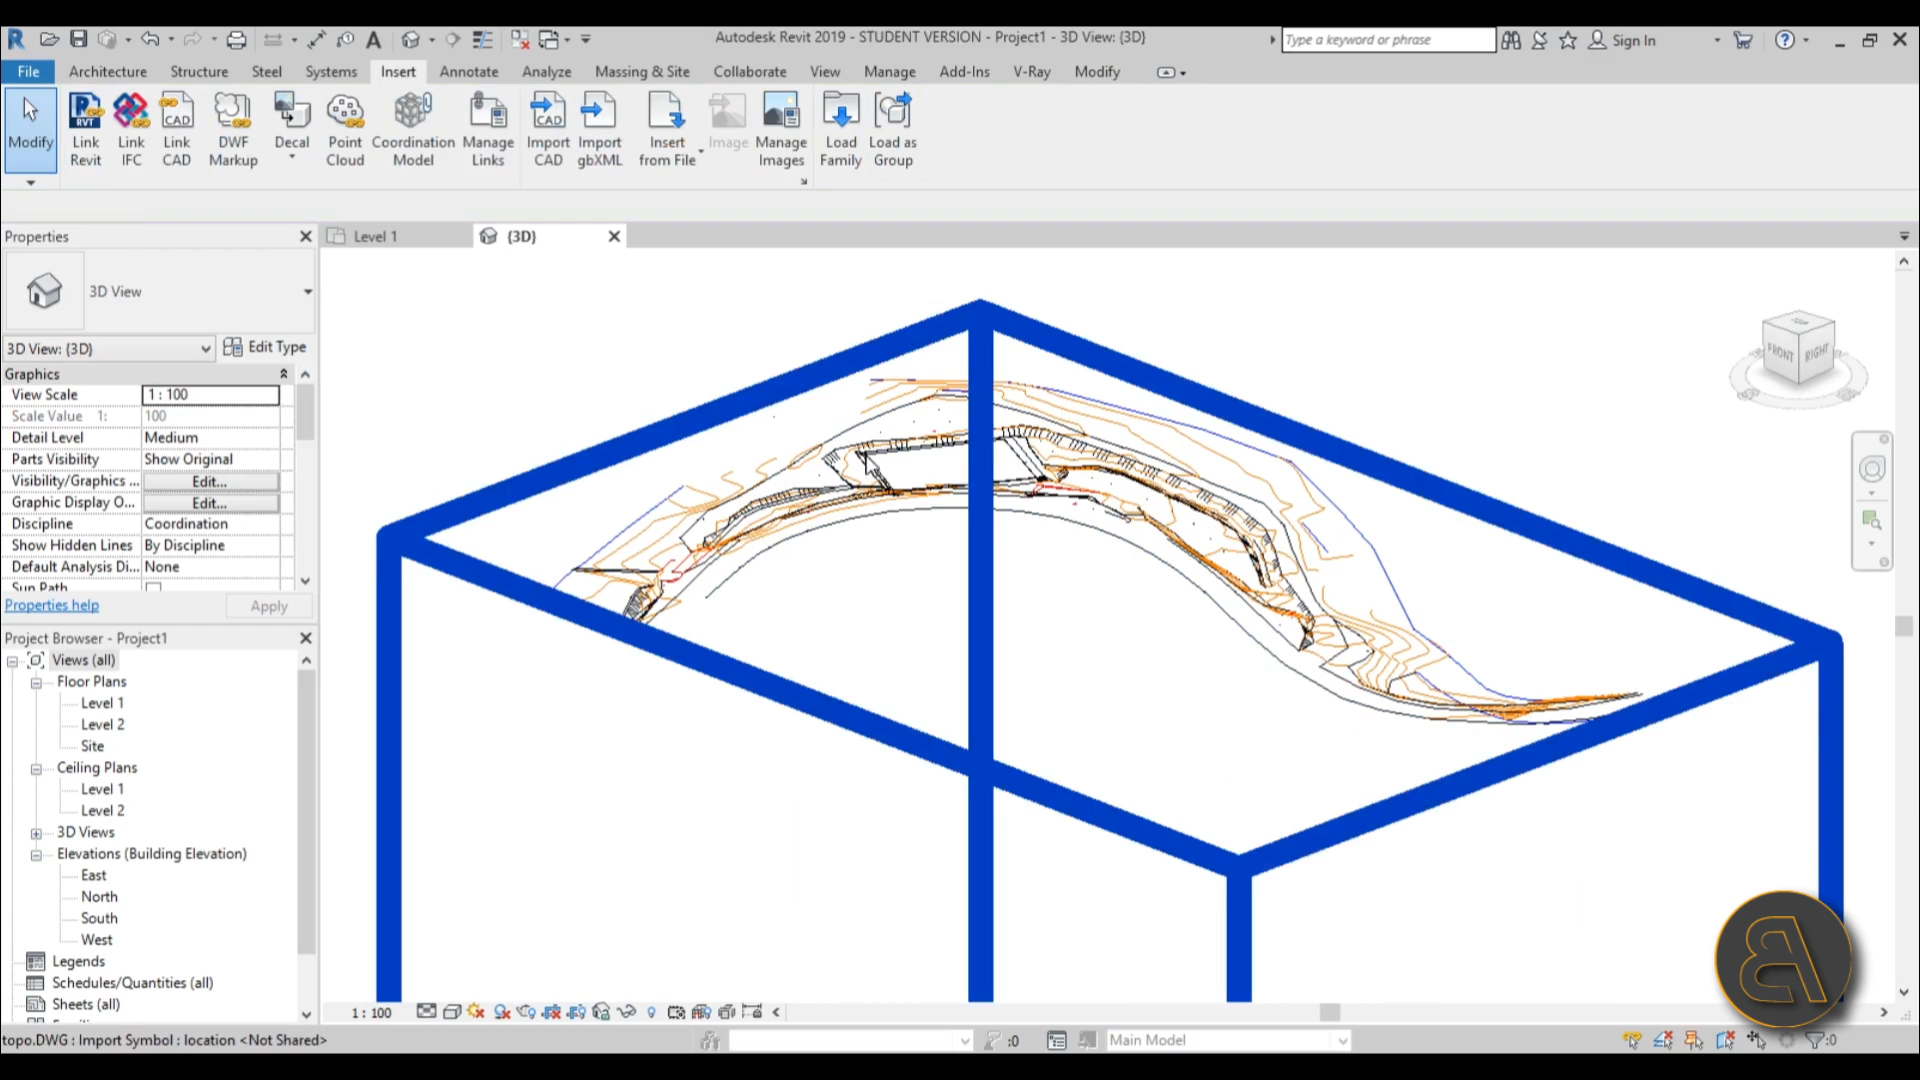 Autodesk Revit 2019 - STUDENT VERSION - Project1 - 3D View: {3D}
Type a keyword or phrase
Sign In
File Architecture Structure Steel Systems Insert Annotate Analyze Massing & Site Collaborate View Manage Add-Ins V-Ray Modify
Modify
Link Revit
Link IFC
Link CAD
DWF Markup
Decal
Point Cloud
Coordination Model
Manage Links
Import CAD
Import gbXML
Insert from File
Image
Manage Images
Load Family
Load as Group
Properties
Level 1
{3D}
3D View
3D View: {3D}
Edit Type
Graphics
View Scale 1 : 100
Scale Value 1: 100
Detail Level Medium
Parts Visibility Show Original
Visibility/Graphics ... Edit...
Graphic Display O... Edit...
Discipline Coordination
Show Hidden Lines By Discipline
Default Analysis Di... None
Sun Path
Properties help
Apply
Project Browser - Project1
Views (all)
Floor Plans
Level 1
Level 2
Site
Ceiling Plans
Level 1
Level 2
3D Views
Elevations (Building Elevation)
East
North
South
West
Legends
Schedules/Quantities (all)
Sheets (all)
TOP
FRONT
RIGHT
1 : 100
topo.DWG : Import Symbol : location <Not Shared>
:0
Main Model
:0